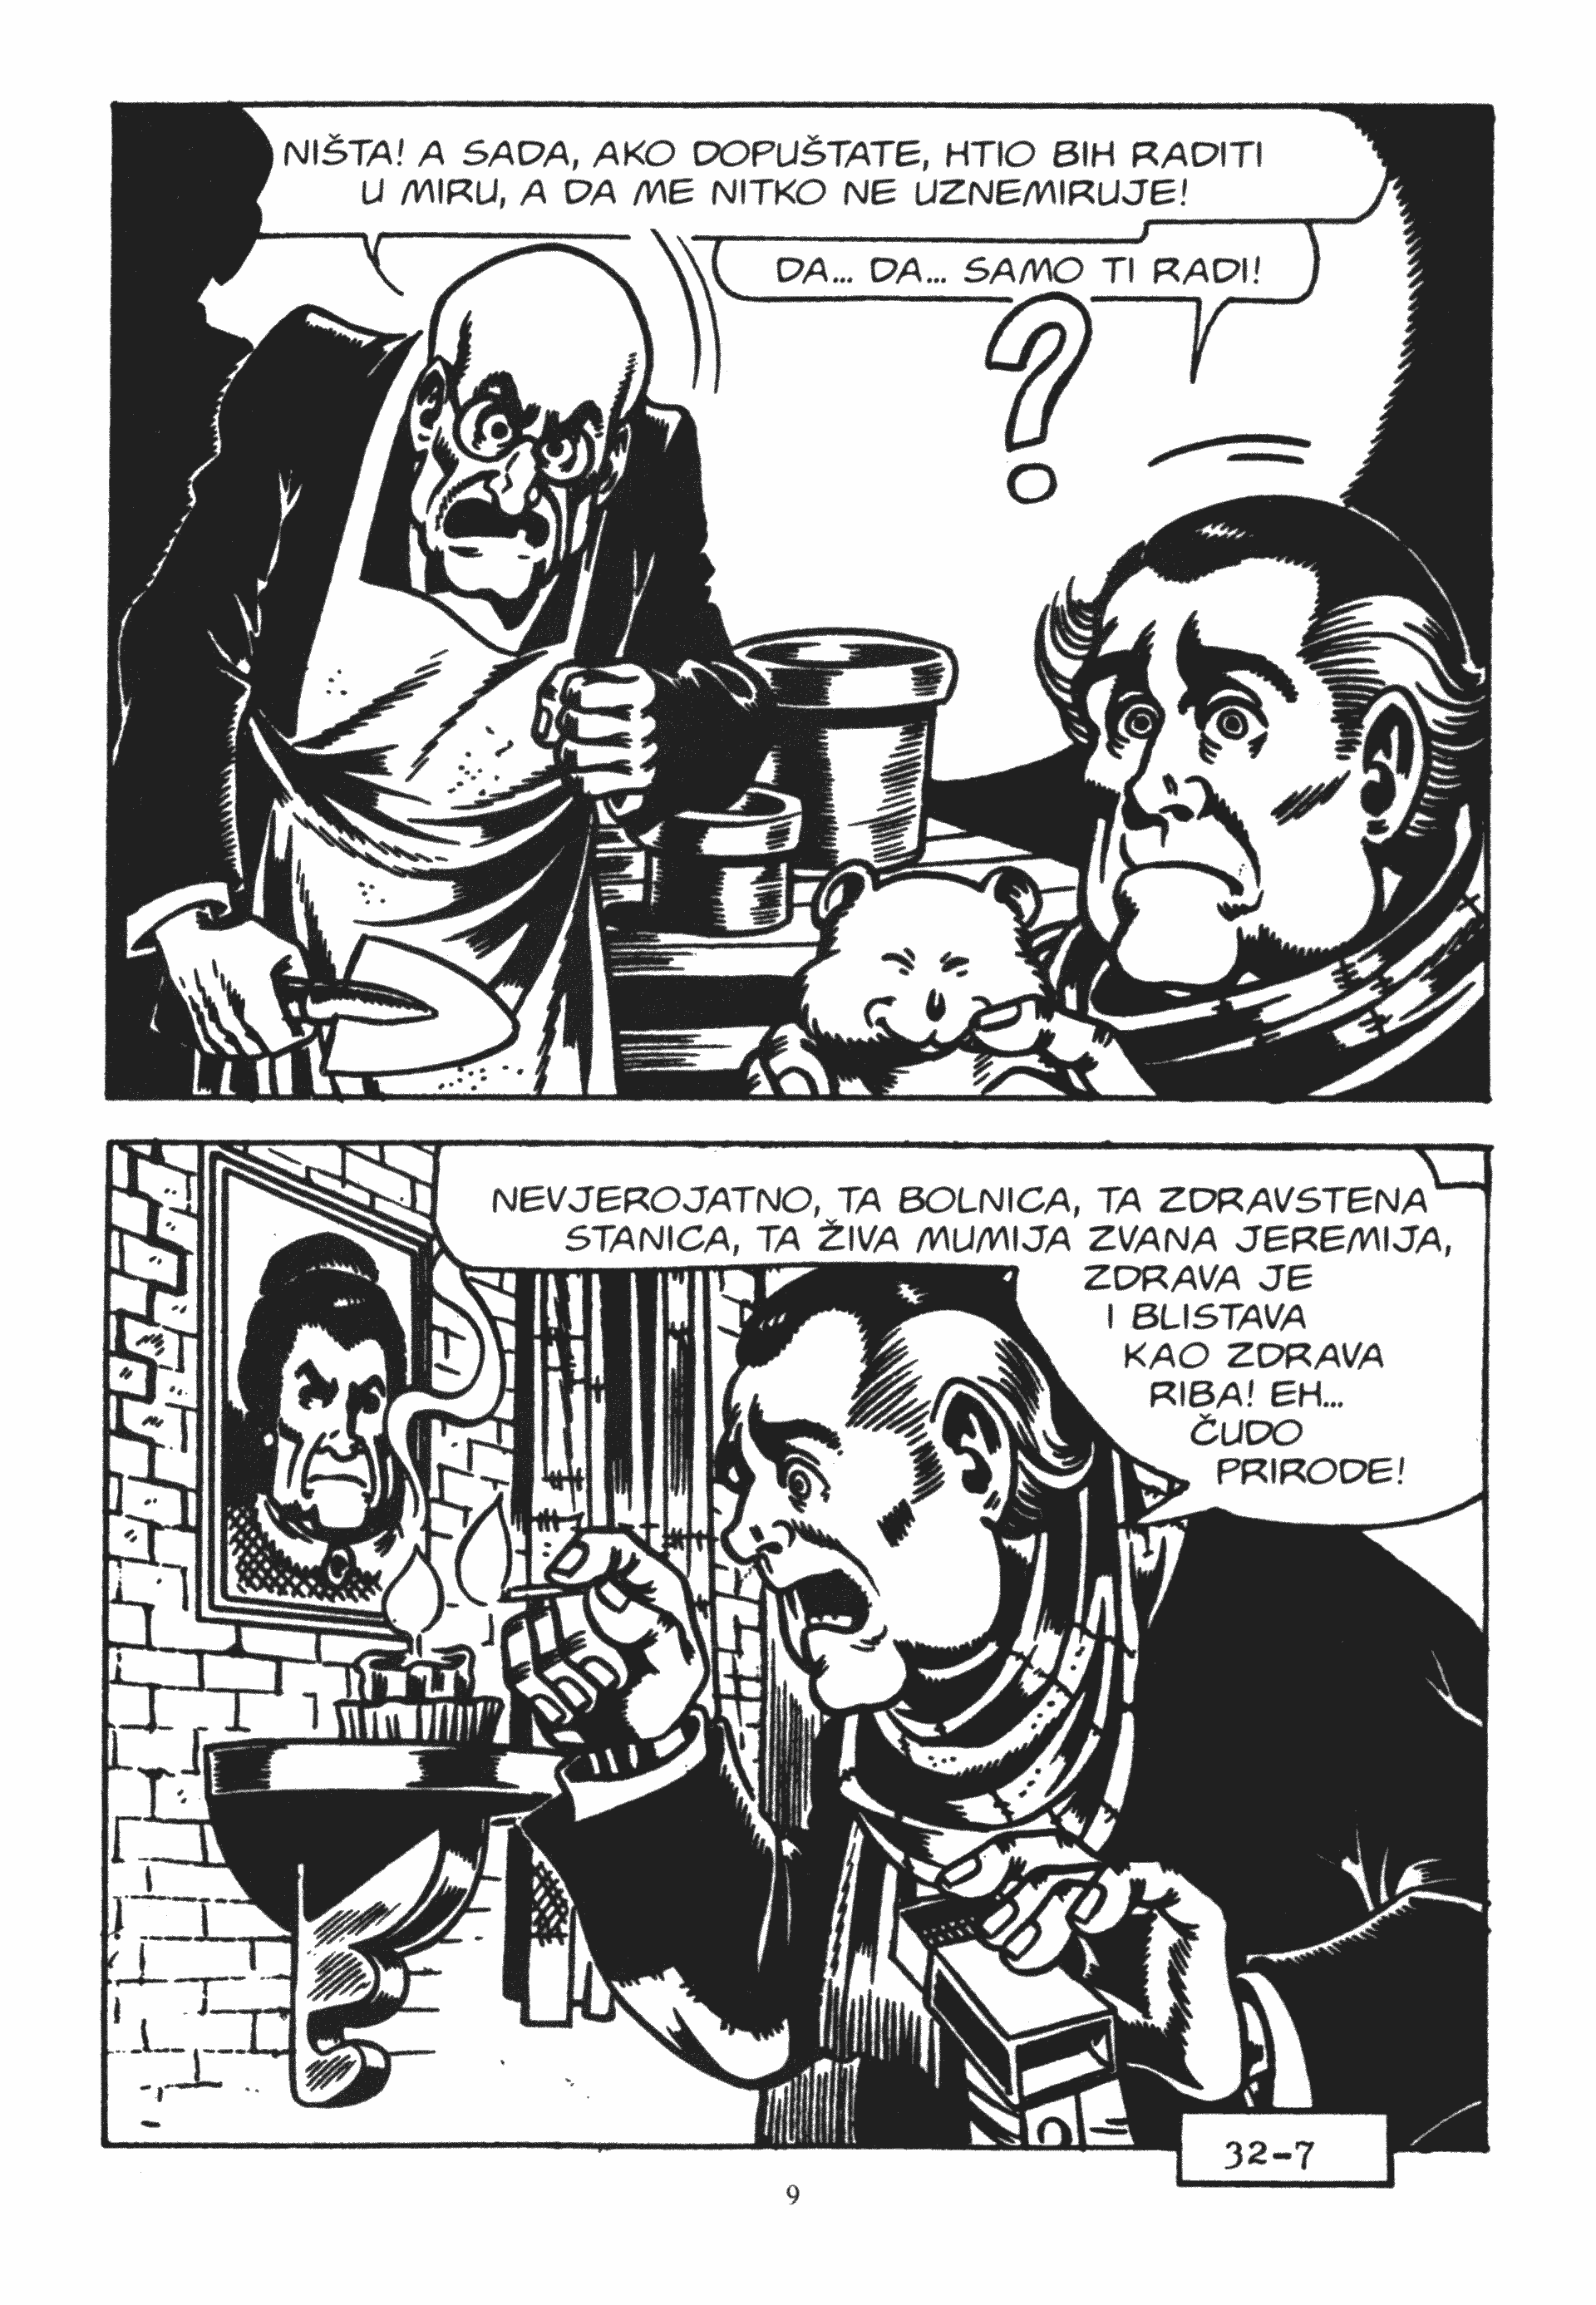 NIŠTA! A SADA, AKO DOPUŠTATE, HTIO BIH RADITI
U MIRU, A DA ME NITKO NE UZNEMIRUJE!
DA... DA... SAMO TI RADI!
?
NEVJEROJATNO, TA BOLNICA, TA ZDRAVSTENA
STANICA, TA ŽIVA MUMIJA ZVANA JEREMIJA,
ZDRAVA JE
I BLISTAVA
KAO ZDRAVA
RIBA! EH...
ČUDO
PRIRODE!
32-7
9